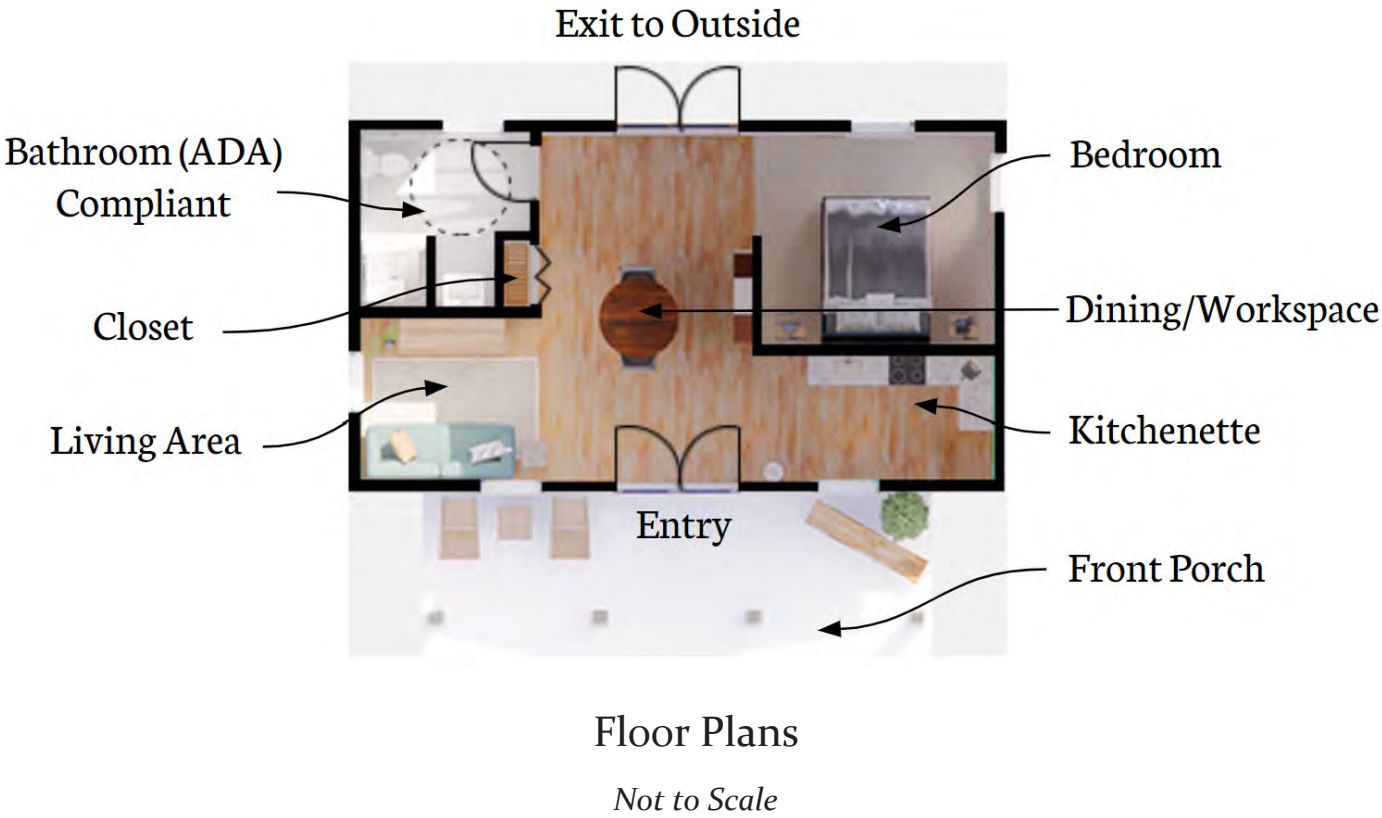 Exit to Outside
Bathroom (ADA)
Compliant
Bedroom
Closet
Dining/Workspace
Living Area
Kitchenette
Entry
Front Porch
Floor Plans
Not to Scale